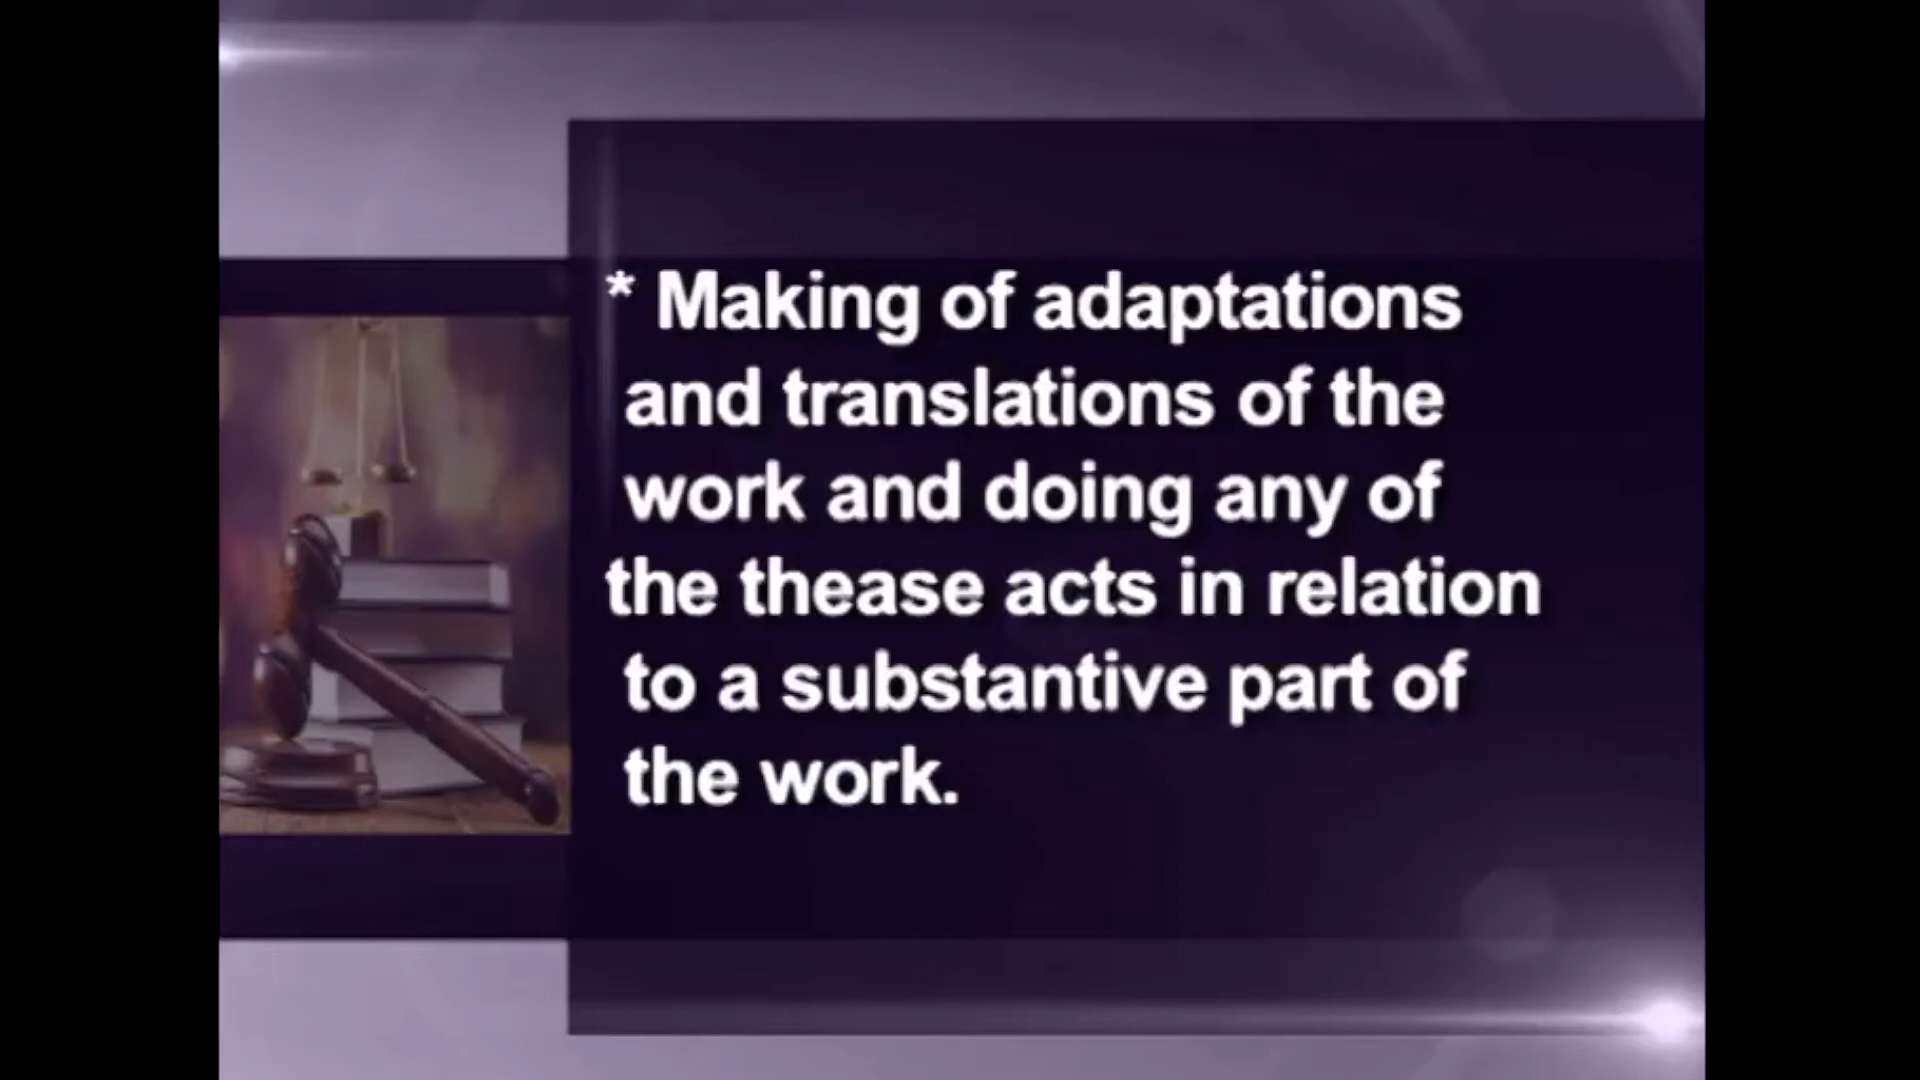 * Making of adaptations
and translations of the
work and doing any of
the thease acts in relation
to a substantive part of
the work.